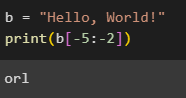 b = "Hello, World!"
print(b[-5:-2])
orl